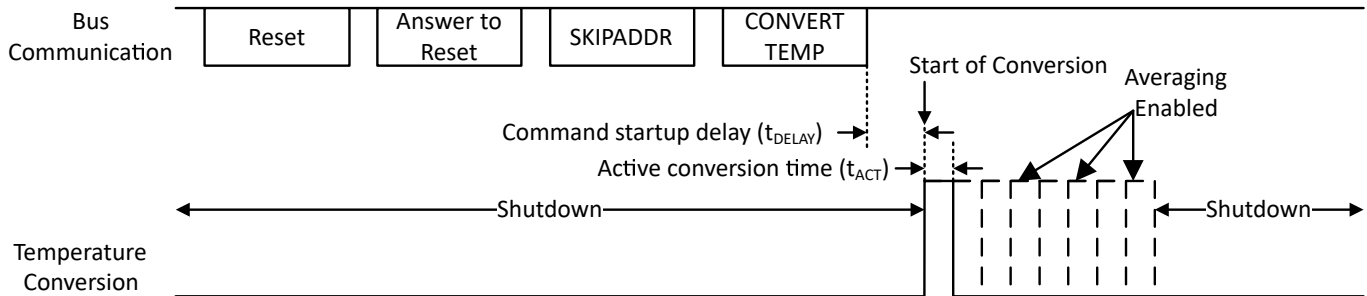 Bus
Communication
Reset
Answer to
Reset
SKIPADDR
CONVERT
TEMP
Start of Conversion
Averaging
Enabled
Command startup delay (tDELAY)
Active conversion time (tACT)
Shutdown
Shutdown
Temperature
Conversion